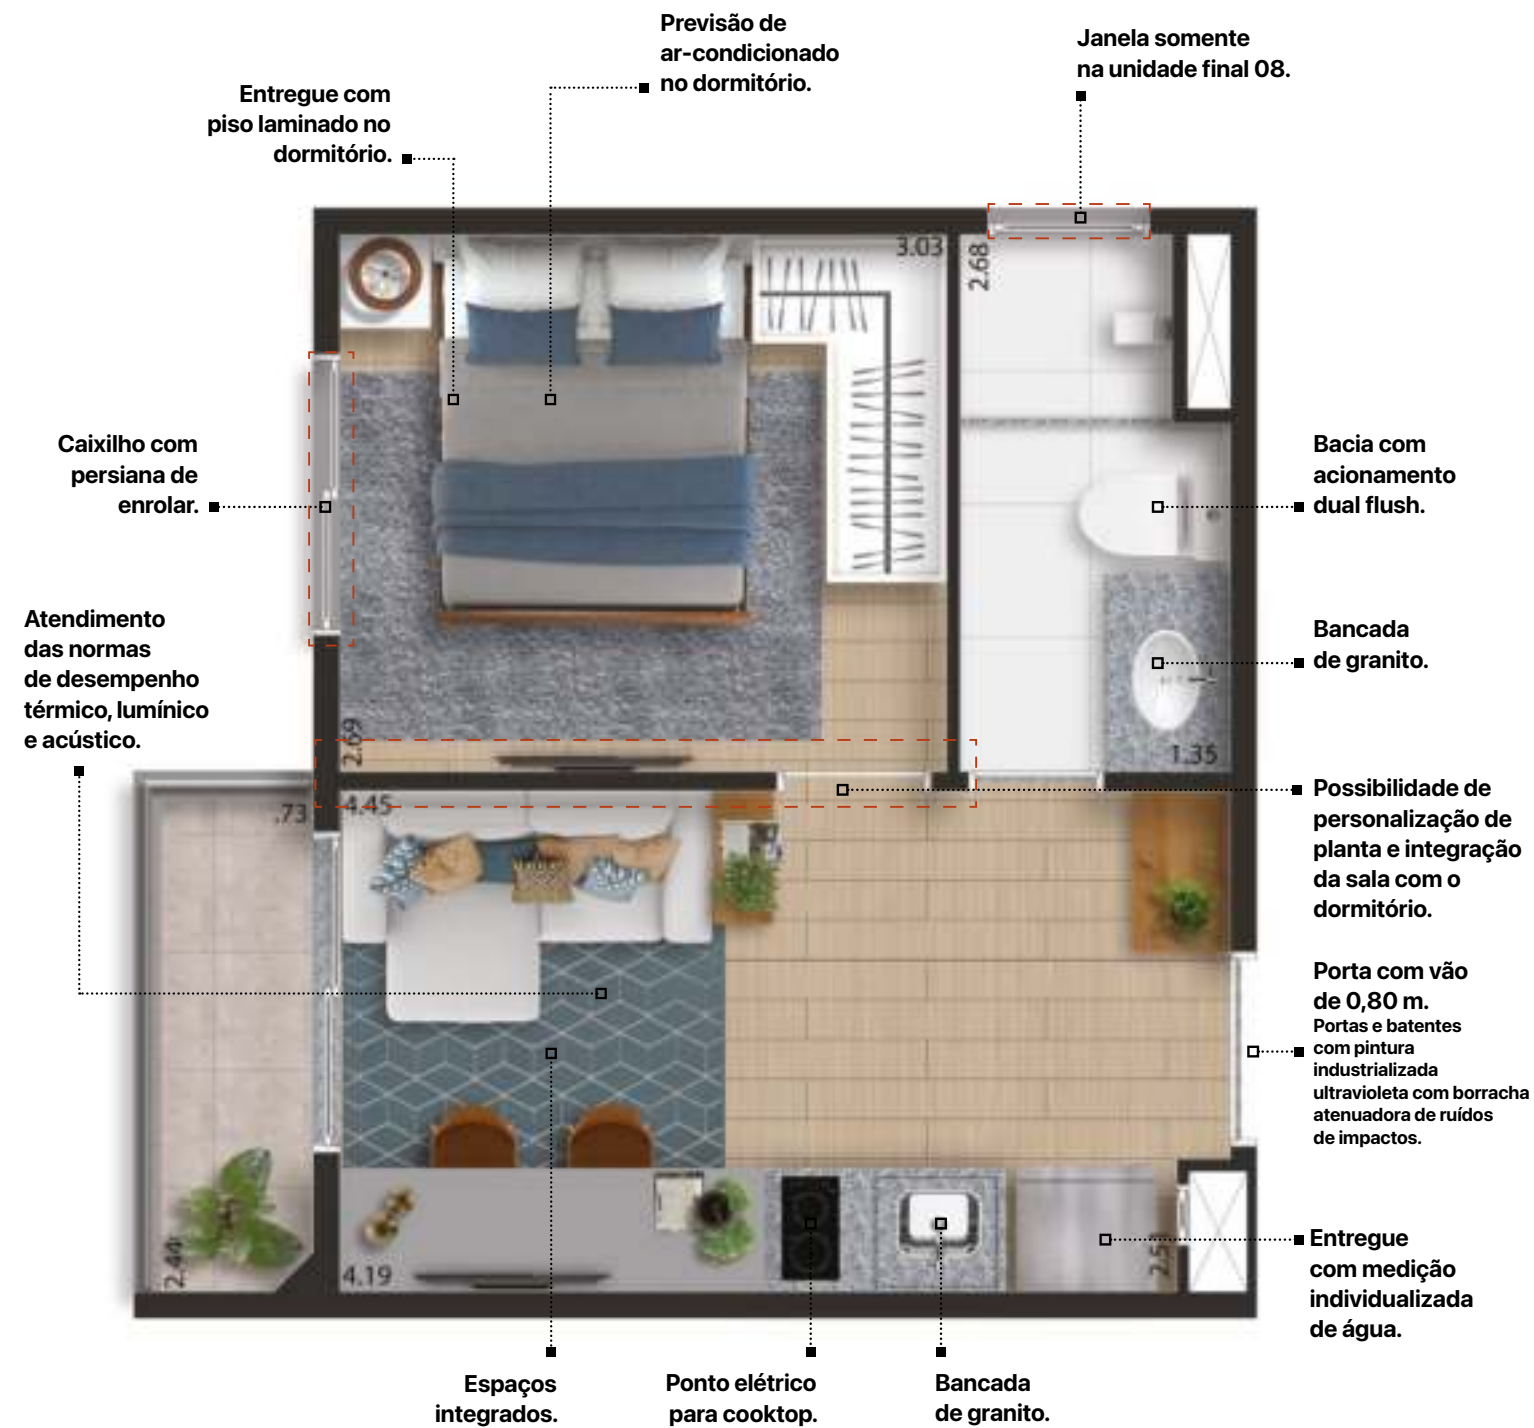 Previsão de
ar-condicionado
no dormitório.
Janela somente
na unidade final 08.
Entregue com
piso laminado no
dormitório.
3.03
2.68
Caixilho com
persiana de
enrolar.
Bacia com
acionamento
dual flush.
Atendimento
das normas
de desempenho
térmico, lumínico
e acústico.
Bancada
de granito.
2.69
1.35
.73
4.45
Possibilidade de
personalização de
planta e integração
da sala com o
dormitório.
Porta com vão
de 0,80 m.
Portas e batentes
com pintura
industrializada
ultravioleta com borracha
atenuadora de ruídos
de impactos.
2.44
4.19
Entregue
com medição
individualizada
de água.
Espaços
integrados.
Ponto elétrico
para cooktop.
Bancada
de granito.